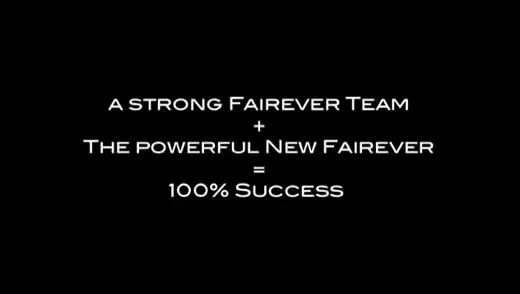 a strong Fairever Team
+
The powerful New Fairever
=
100% Success